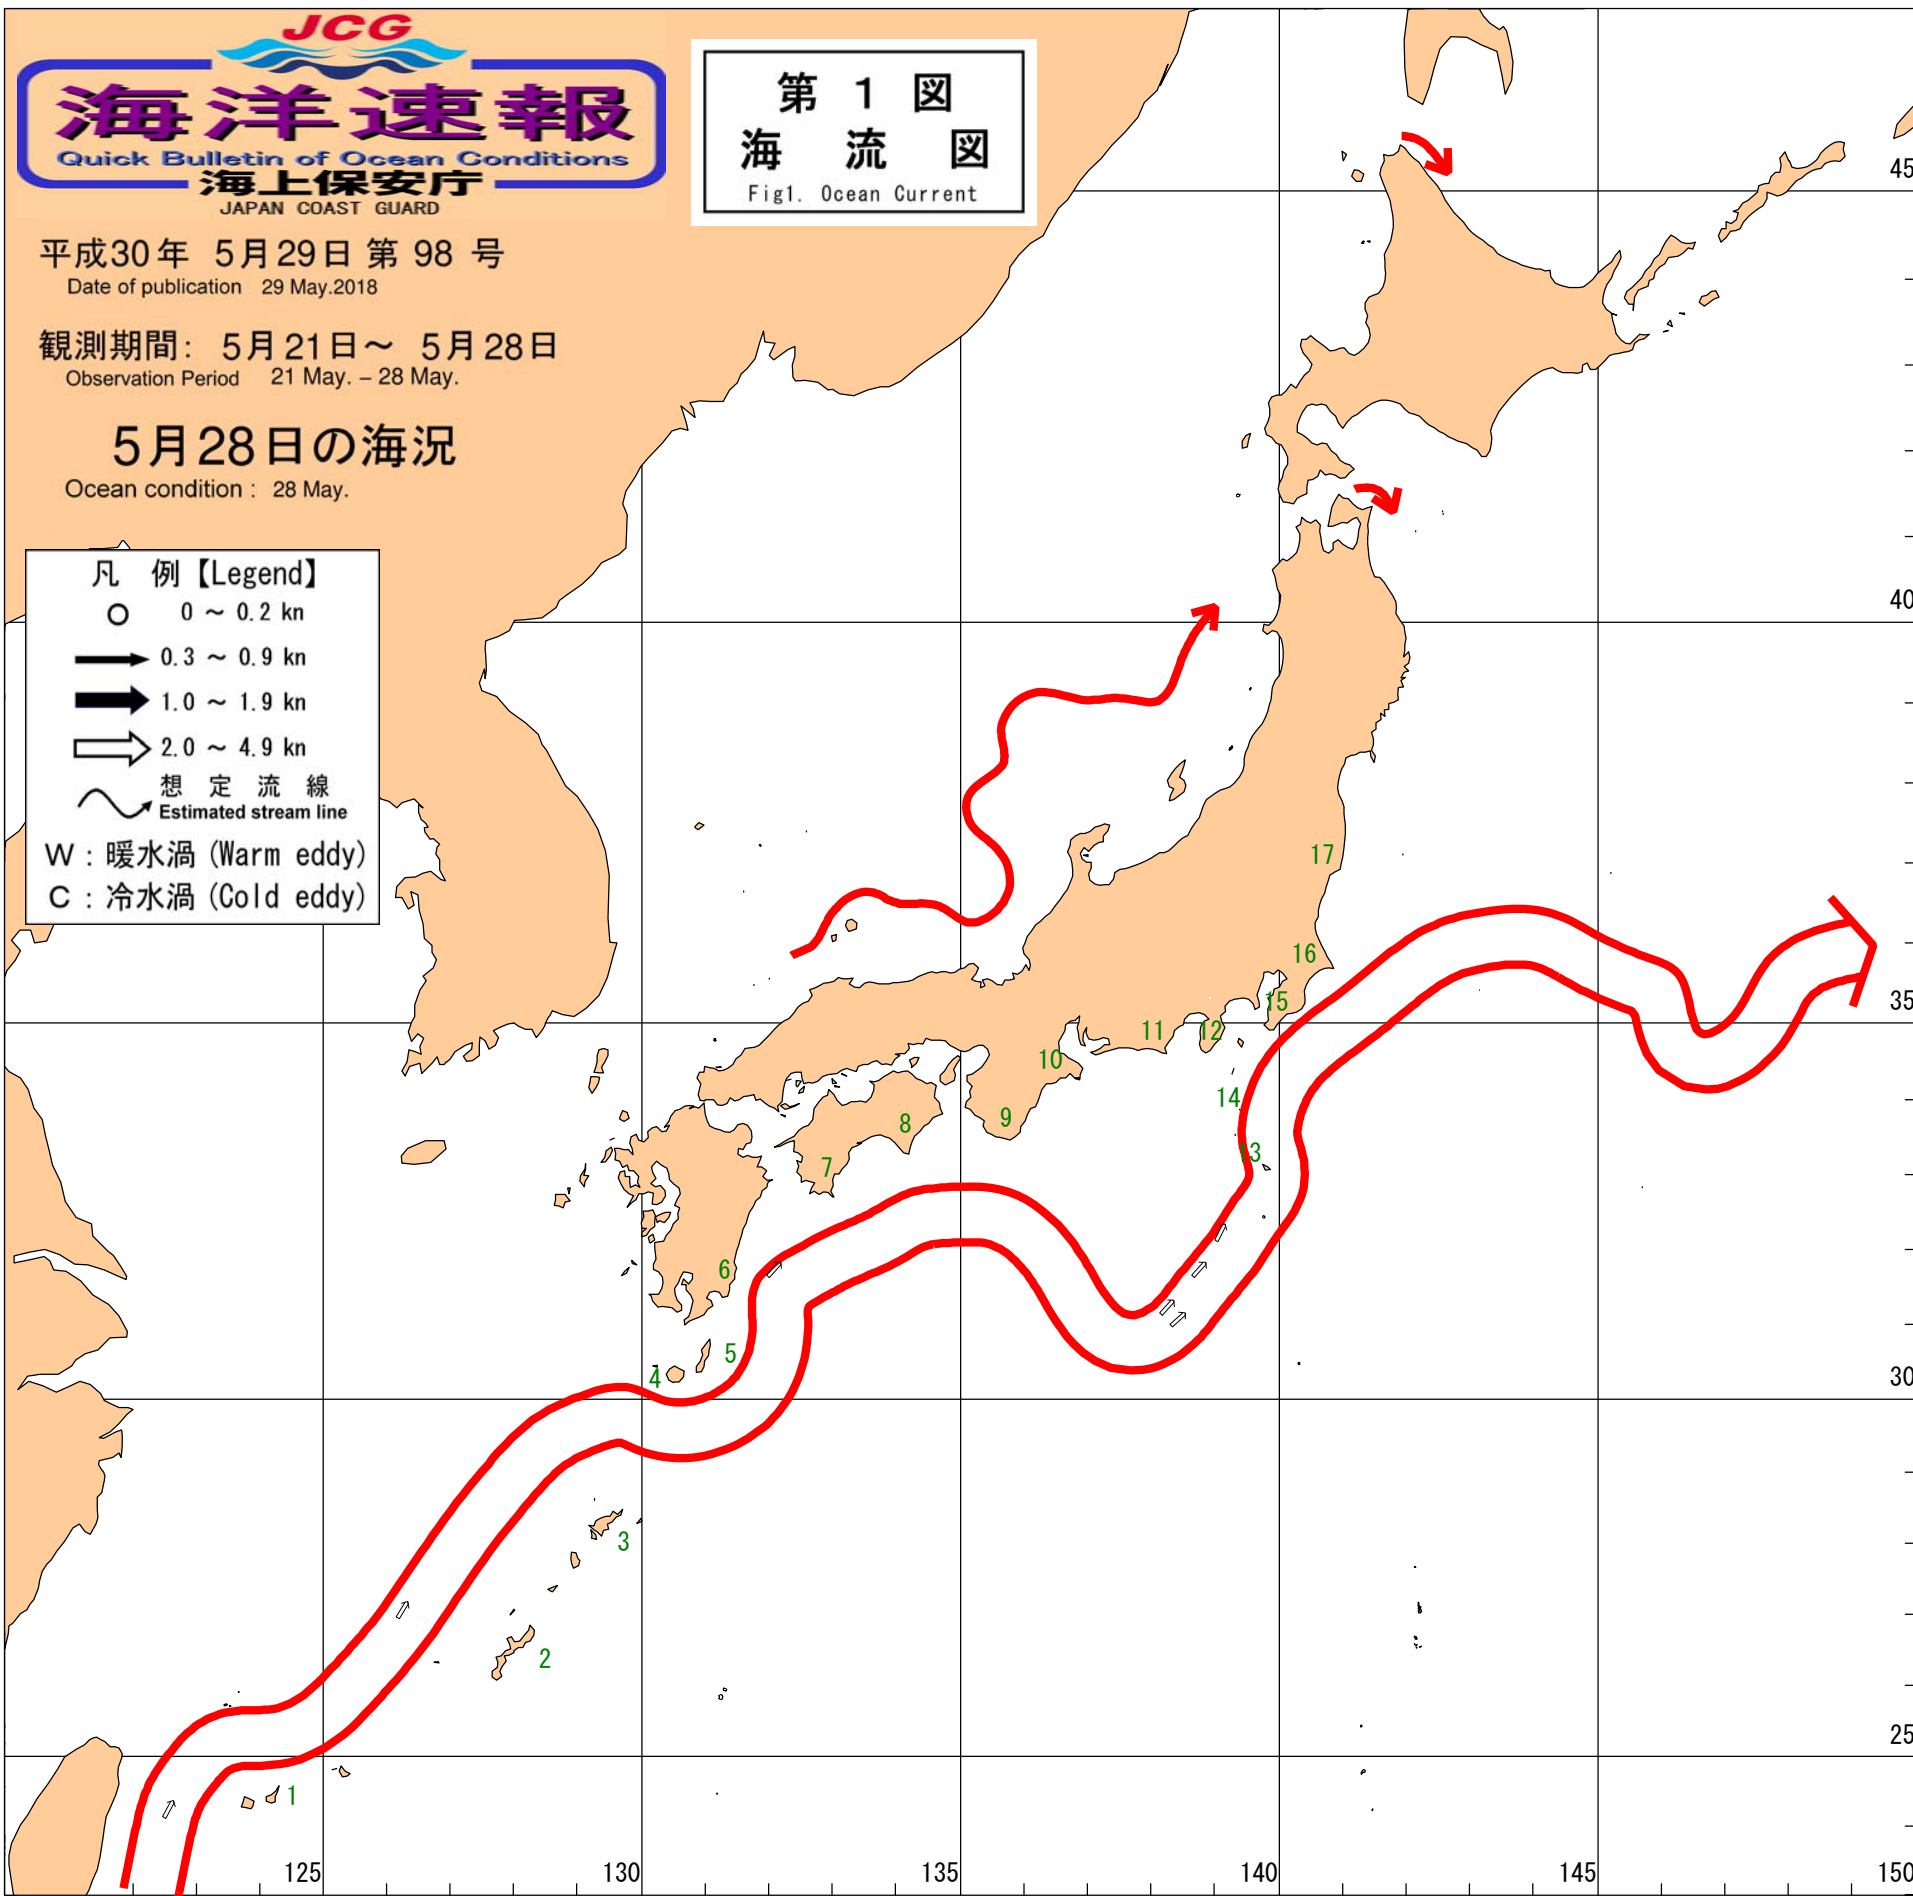 JCG
海洋速報
Quick Bulletin of Ocean Conditions
海上保安庁
JAPAN COAST GUARD
平成30年 5月29日 第 98 号
Date of publication 29 May.2018
観測期間: 5月21日～ 5月28日
Observation Period 21 May. – 28 May.
5月28日の海況
Ocean condition : 28 May.
第 1 図
海 流 図
Fig1. Ocean Current
凡 例【Legend】
0 ～ 0.2 kn
0.3 ～ 0.9 kn
1.0 ～ 1.9 kn
2.0 ～ 4.9 kn
想 定 流 線
Estimated stream line
W : 暖水渦 (Warm eddy)
C : 冷水渦 (Cold eddy)
45
40
17
16
35
15
11
12
10
14
8
9
13
7
6
5
4
30
3
2
25
1
125
130
135
140
145
150